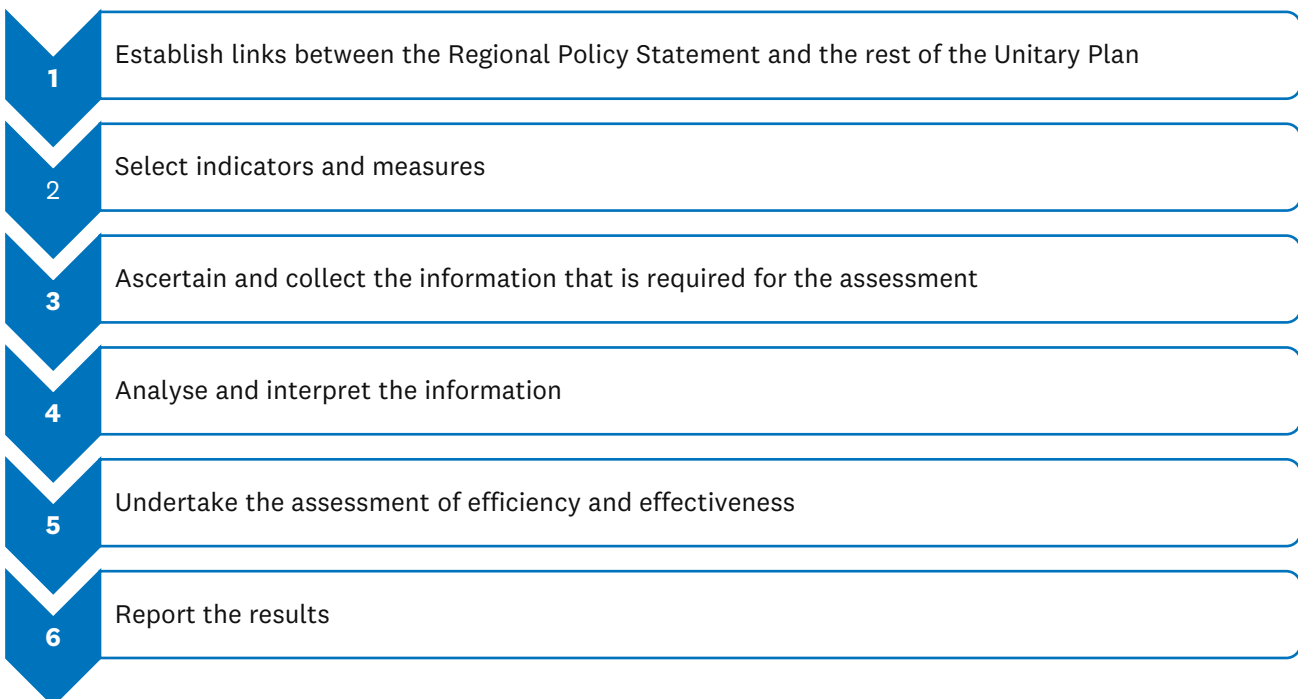 1
Establish links between the Regional Policy Statement and the rest of the Unitary Plan
2
Select indicators and measures
3
Ascertain and collect the information that is required for the assessment
4
Analyse and interpret the information
5
Undertake the assessment of efficiency and effectiveness
6
Report the results